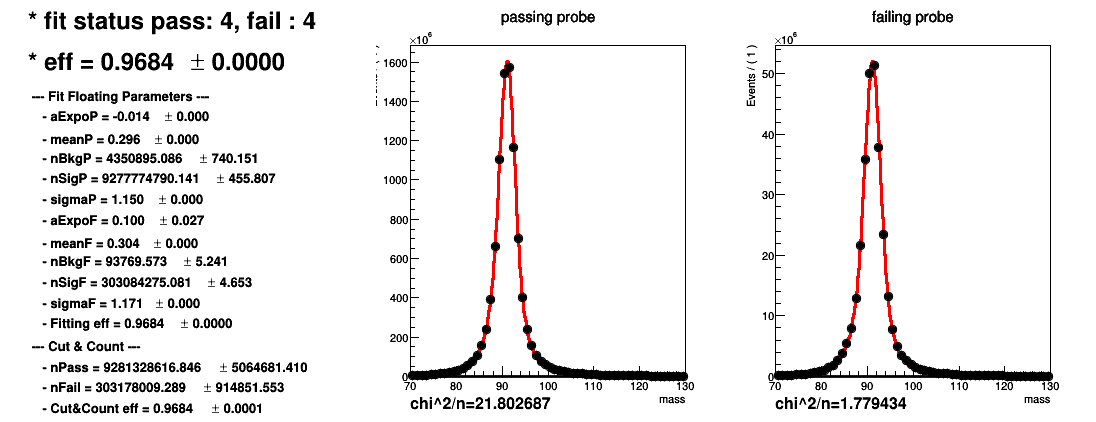 * fit status pass: 4, fail : 4
* eff = 0.9684 ± 0.0000
--- Fit Floating Parameters ---
- aExpoP = -0.014 ± 0.000
- meanP = 0.296 ± 0.000
- nBkgP = 4350895.086 ± 740.151
- nSigP = 9277774790.141 ± 455.807
- sigmaP = 1.150 ± 0.000
- aExpoF = 0.100 ± 0.027
- meanF = 0.304 ± 0.000
- nBkgF = 93769.573 ± 5.241
- nSigF = 303084275.081 ± 4.653
- sigmaF = 1.171 ± 0.000
- Fitting eff = 0.9684 ± 0.0000
--- Cut & Count ---
- nPass = 9281328616.846 ± 5064681.410
- nFail = 303178009.289 ± 914851.553
- Cut&Count eff = 0.9684 ± 0.0001
passing probe
×10^6
1600
1400
1200
1000
800
600
400
200
0
70 80 90 100 110 120 130
mass
chi^2/n=21.802687
failing probe
×10^6
Events / ( 1 )
50
40
30
20
10
0
70 80 90 100 110 120 130
mass
chi^2/n=1.779434